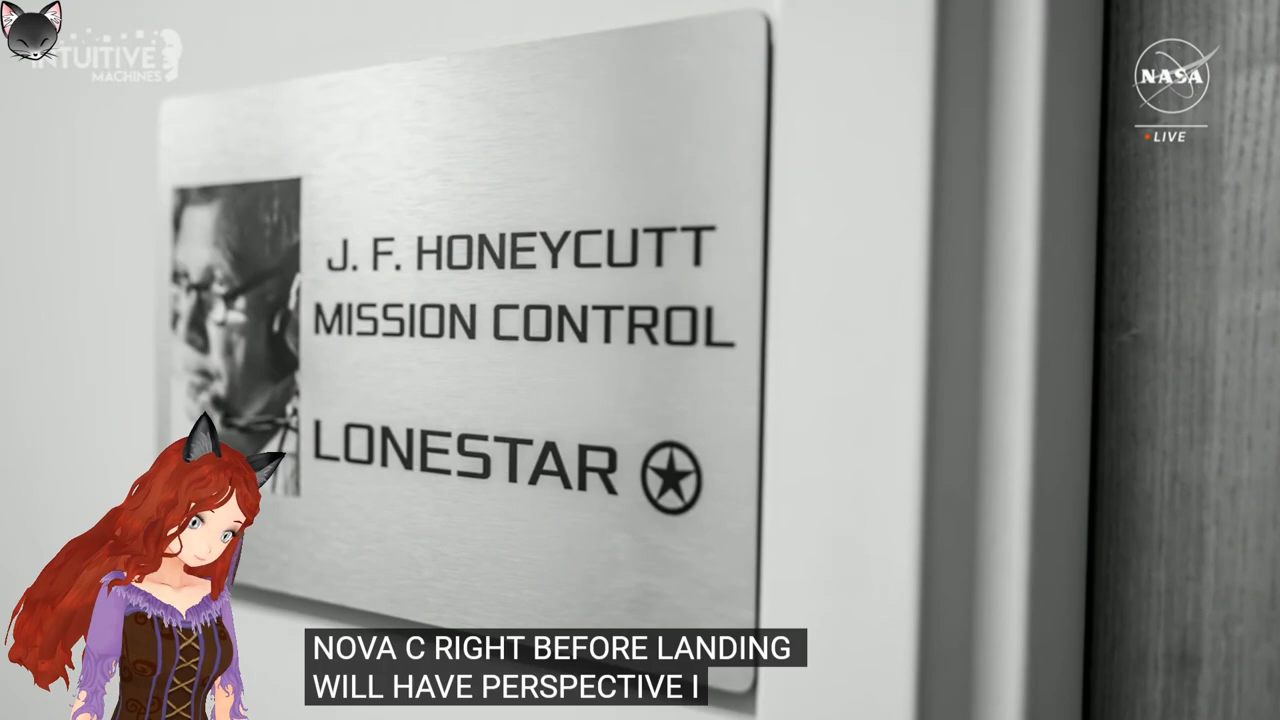 INTUITIVE
MACHINES
NASA
LIVE
J. F. HONEYCUTT
MISSION CONTROL
LONESTAR
NOVA C RIGHT BEFORE LANDING
WILL HAVE PERSPECTIVE I